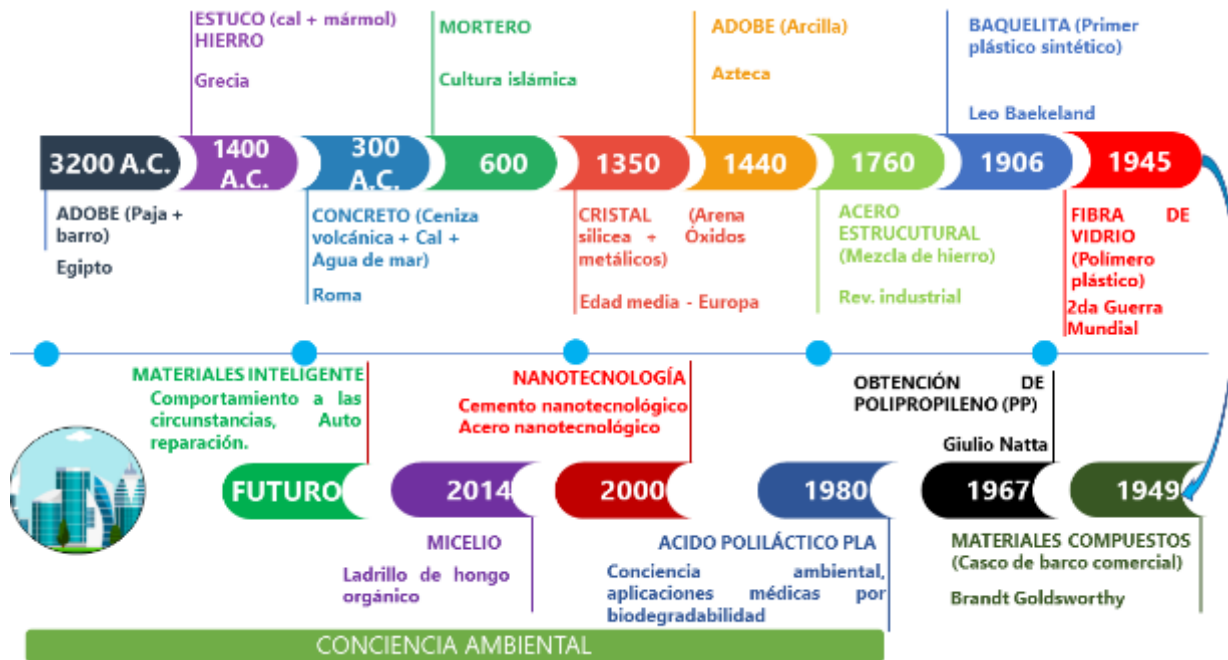 ESTUCO (cal + mármol)
HIERRO
Grecia
MORTERO
Cultura islámica
ADOBE (Arcilla)
Azteca
BAQUELITA (Primer
plástico sintético)
Leo Baekeland
3200 A.C.
1400
A.C.
300
A.C.
600
1350
1440
1760
1906
1945
ADOBE (Paja +
barro)
Egipto
CONCRETO (Ceniza
volcánica + Cal +
Agua de mar)
Roma
CRISTAL (Arena
silicea + Óxidos
metálicos)
Edad media - Europa
ACERO
ESTRUCUTURAL
(Mezcla de hierro)
Rev. industrial
FIBRA DE
VIDRIO
(Polímero
plástico)
2da Guerra
Mundial
MATERIALES INTELIGENTE
Comportamiento a las
circunstancias, Auto
reparación.
NANOTECNOLOGÍA
Cemento nanotecnológico
Acero nanotecnológico
OBTENCIÓN DE
POLIPROPILENO (PP)
Giulio Natta
FUTURO
2014
2000
1980
1967
1949
MICELIO
Ladrillo de hongo
orgánico
ACIDO POLILÁCTICO PLA
Conciencia ambiental,
aplicaciones médicas por
biodegradabilidad
MATERIALES COMPUESTOS
(Casco de barco comercial)
Brandt Goldsworthy
CONCIENCIA AMBIENTAL